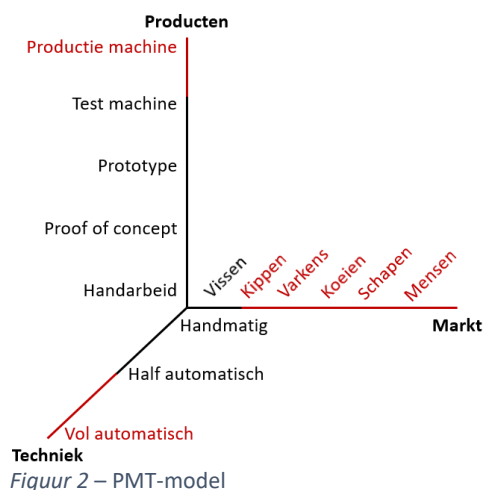 Producten
Productie machine
Test machine
Prototype
Proof of concept
Handarbeid
Vissen
Kippen
Varkens
Koeien
Schapen
Mensen
Handmatig
Markt
Half automatisch
Vol automatisch
Techniek
Figuur 2 – PMT-model